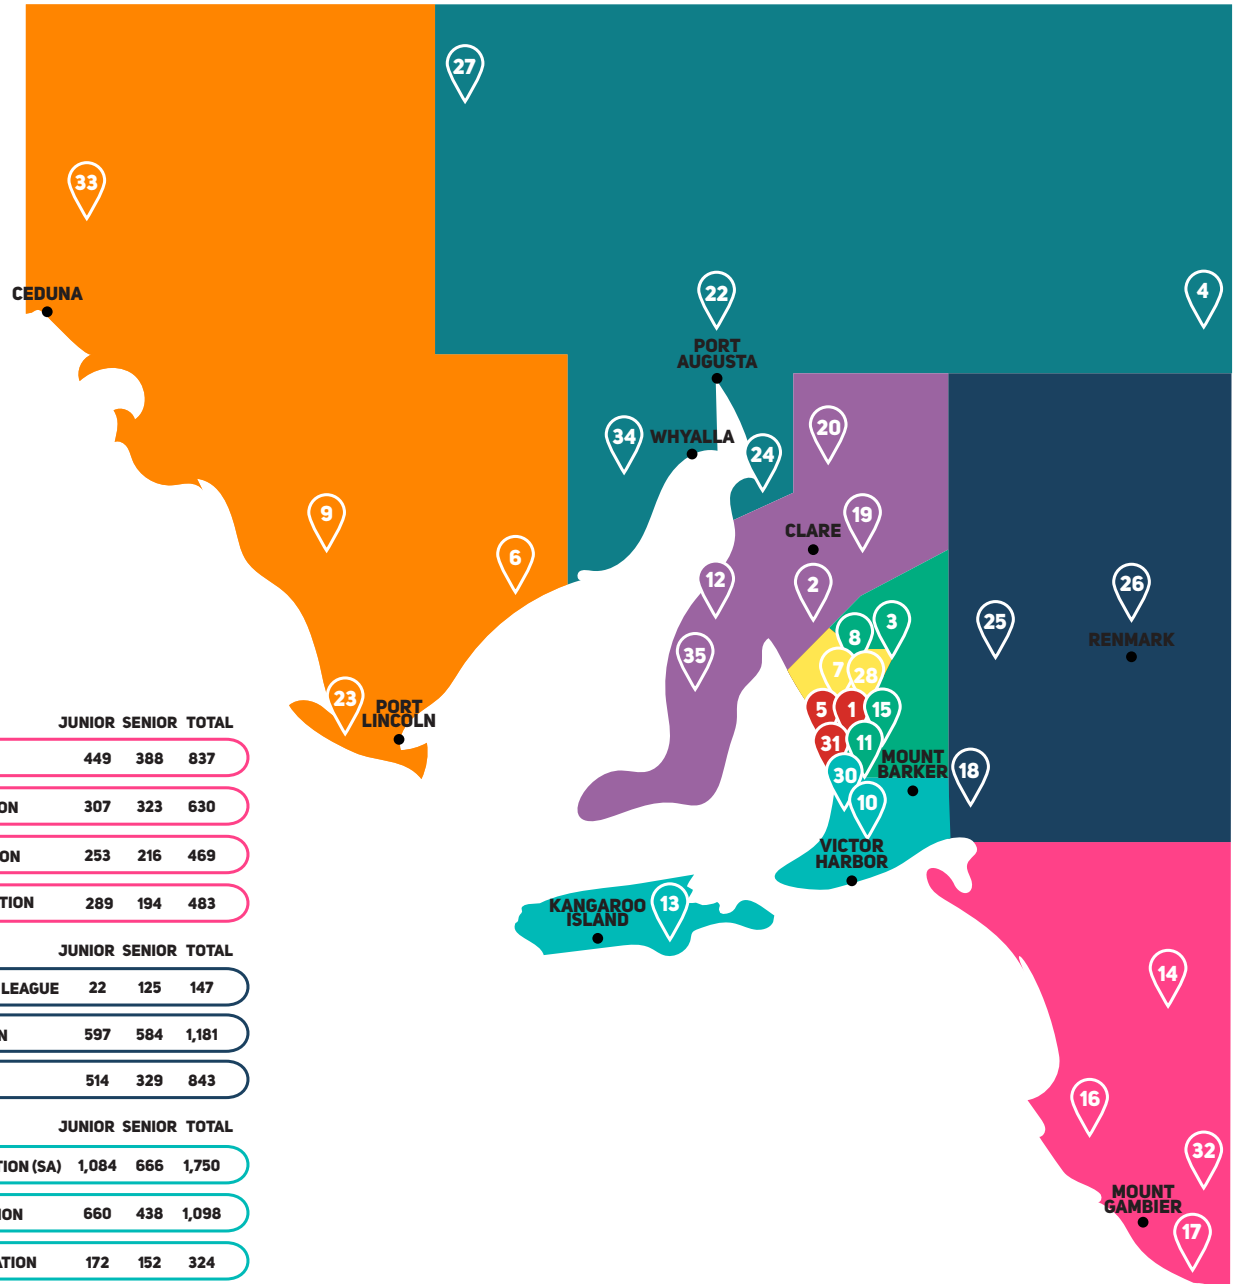 27
33
CEDUNA
22
4
PORT
AUGUSTA
34
WHYALLA
24
20
9
19
CLARE
6
12
2
26
8
3
25
RENMARK
35
7
28
23
PORT
LINCOLN
5
1
15
31
11
MOUNT
BARKER
18
30
10
VICTOR
HARBOR
KANGAROO
ISLAND
13
14
16
32
MOUNT
GAMBIER
17
JUNIOR SENIOR TOTAL
449 388 837
ON 307 323 630
ON 253 216 469
TION 289 194 483
JUNIOR SENIOR TOTAL
LEAGUE 22 125 147
N 597 584 1,181
514 329 843
JUNIOR SENIOR TOTAL
TION (SA) 1,084 666 1,750
ION 660 438 1,098
ATION 172 152 324